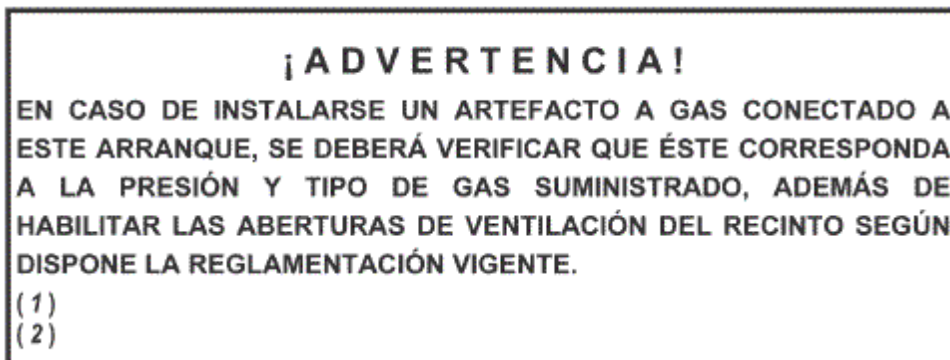 ¡ADVERTENCIA!
EN CASO DE INSTALARSE UN ARTEFACTO A GAS CONECTADO A
ESTE ARRANQUE, SE DEBERÁ VERIFICAR QUE ÉSTE CORRESPONDA
A LA PRESIÓN Y TIPO DE GAS SUMINISTRADO, ADEMÁS DE
HABILITAR LAS ABERTURAS DE VENTILACIÓN DEL RECINTO SEGÚN
DISPONE LA REGLAMENTACIÓN VIGENTE.
(1)
(2)